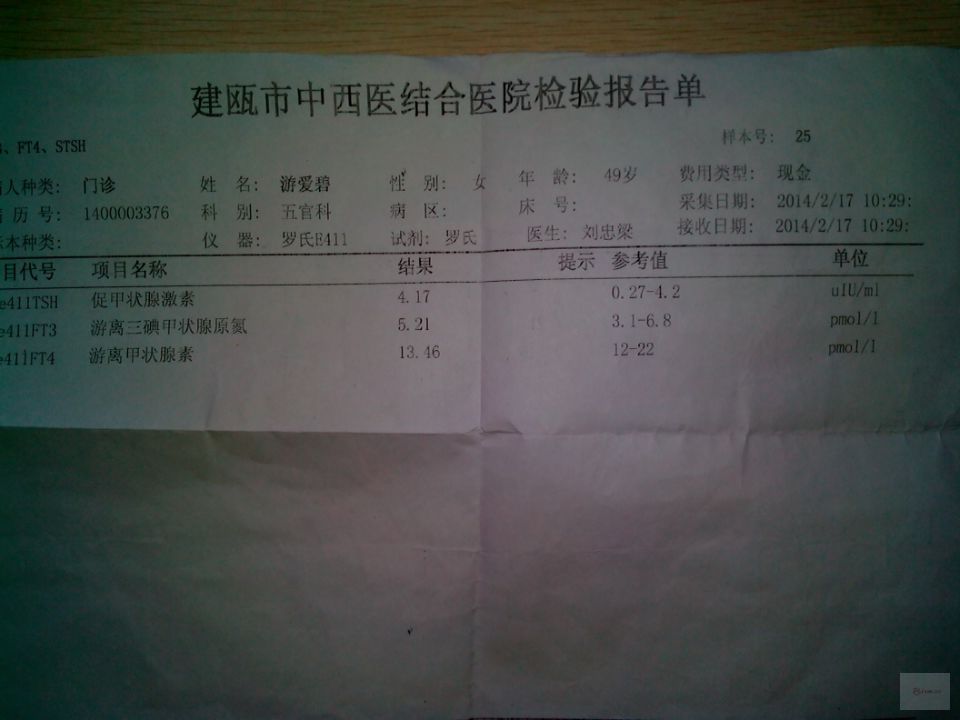 建瓯市中西医结合医院检验报告单
、FT4、STSH 样本号: 25
人种类: 门诊 姓 名: 游爱碧 性 别: 女 年 龄: 49岁 费用类型: 现金
历 号: 1400003376 科 别: 五官科 病 区: 床 号: 采集日期: 2014/2/17 10:29:
本种类: 仪 器: 罗氏E411 试剂: 罗氏 医生: 刘忠梁 接收日期: 2014/2/17 10:29:
目代号 项目名称 结果 提示 参考值 单位
e411TSH 促甲状腺激素 4.17 0.27-4.2 uIU/ml
e411FT3 游离三碘甲状腺原氮 5.21 3.1-6.8 pmol/l
e411FT4 游离甲状腺素 13.46 12-22 pmol/l